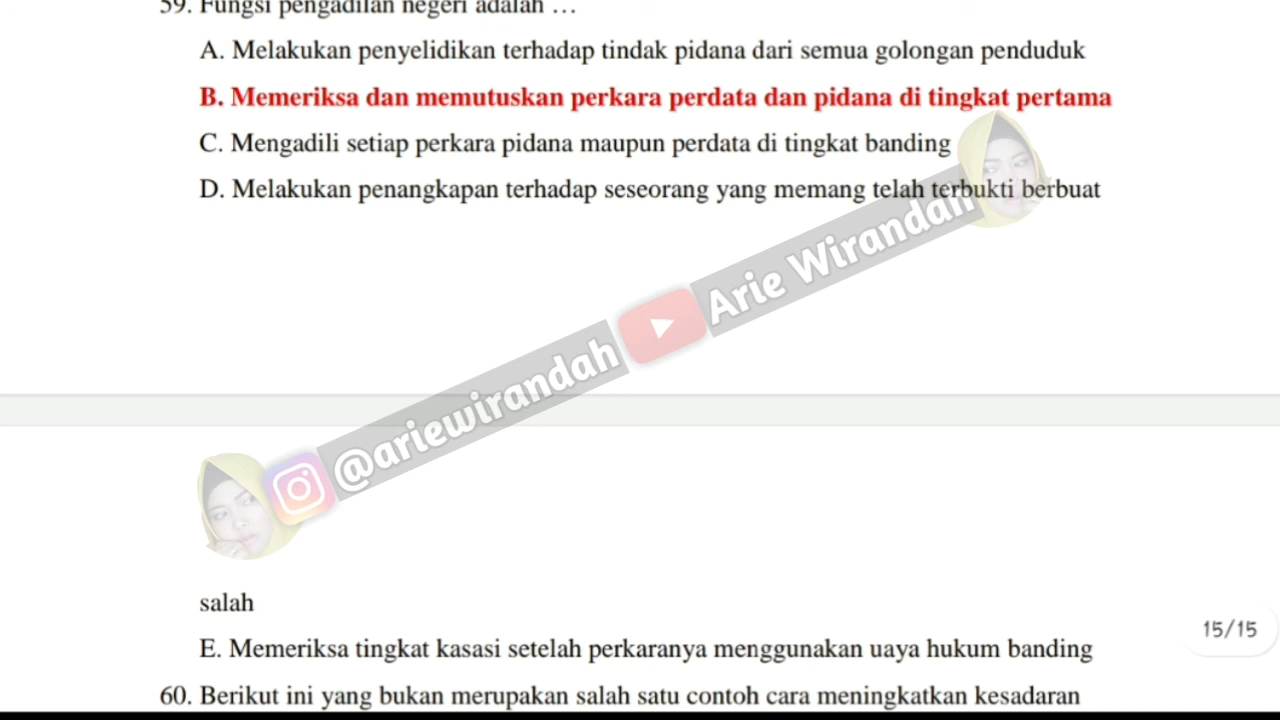 59. Fungsi pengadilan negeri adalah …
A. Melakukan penyelidikan terhadap tindak pidana dari semua golongan penduduk
B. Memeriksa dan memutuskan perkara perdata dan pidana di tingkat pertama
C. Mengadili setiap perkara pidana maupun perdata di tingkat banding
D. Melakukan penangkapan terhadap seseorang yang memang telah terbukti berbuat
Arie Wirandah
@ariewirandah
salah
15/15
E. Memeriksa tingkat kasasi setelah perkaranya menggunakan uaya hukum banding
60. Berikut ini yang bukan merupakan salah satu contoh cara meningkatkan kesadaran